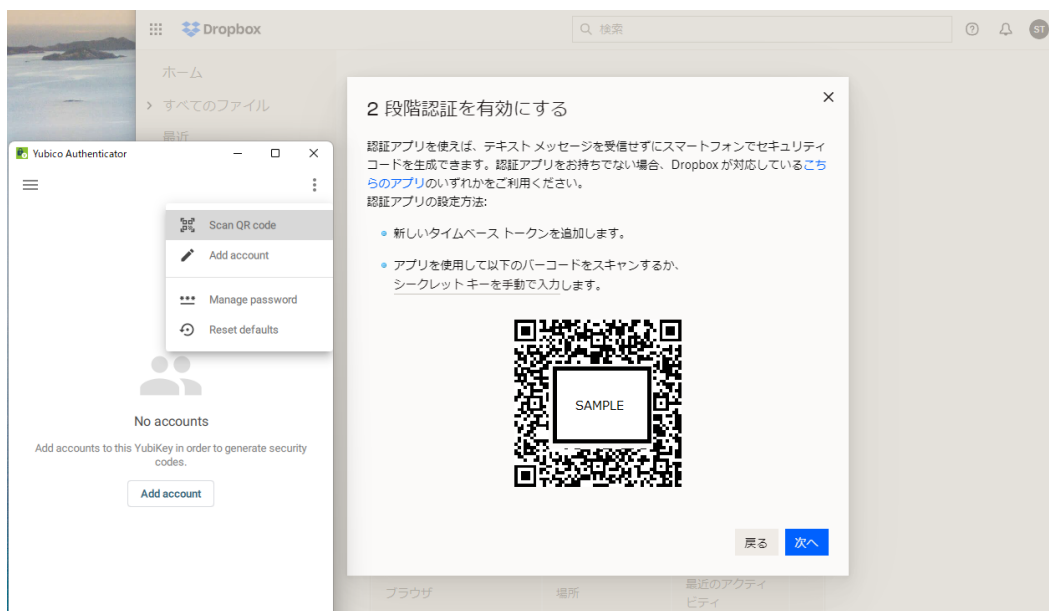 Dropbox
検索
ST
ホーム
すべてのファイル
最近
Yubico Authenticator
Scan QR code
Add account
Manage password
Reset defaults
No accounts
Add accounts to this YubiKey in order to generate security
codes.
Add account
2 段階認証を有効にする
認証アプリを使えば、テキスト メッセージを受信せずにスマートフォンでセキュリティ
コードを生成できます。認証アプリをお持ちでない場合、Dropbox が対応しているこち
らのアプリのいずれかをご利用ください。
認証アプリの設定方法:
新しいタイムベース トークンを追加します。
アプリを使用して以下のバーコードをスキャンするか、
シークレット キーを手動で入力します。
SAMPLE
戻る
次へ
ブラウザ
場所
最近のアクティ
ビティ